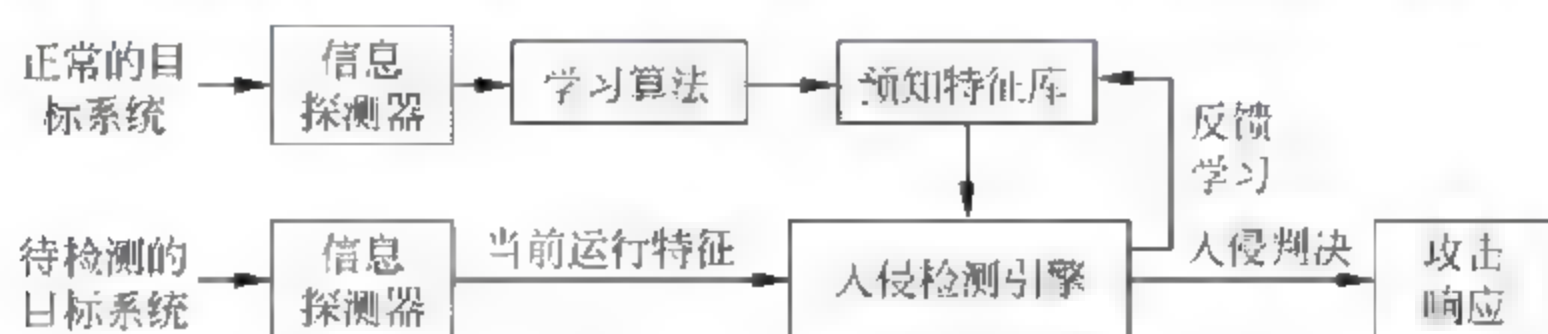 正常的目
标系统
信息
探测器
学习算法
预知特征库
反馈
学习
待检测的
目标系统
信息
探测器
当前运行特征
入侵检测引擎
入侵判决
攻击
响应